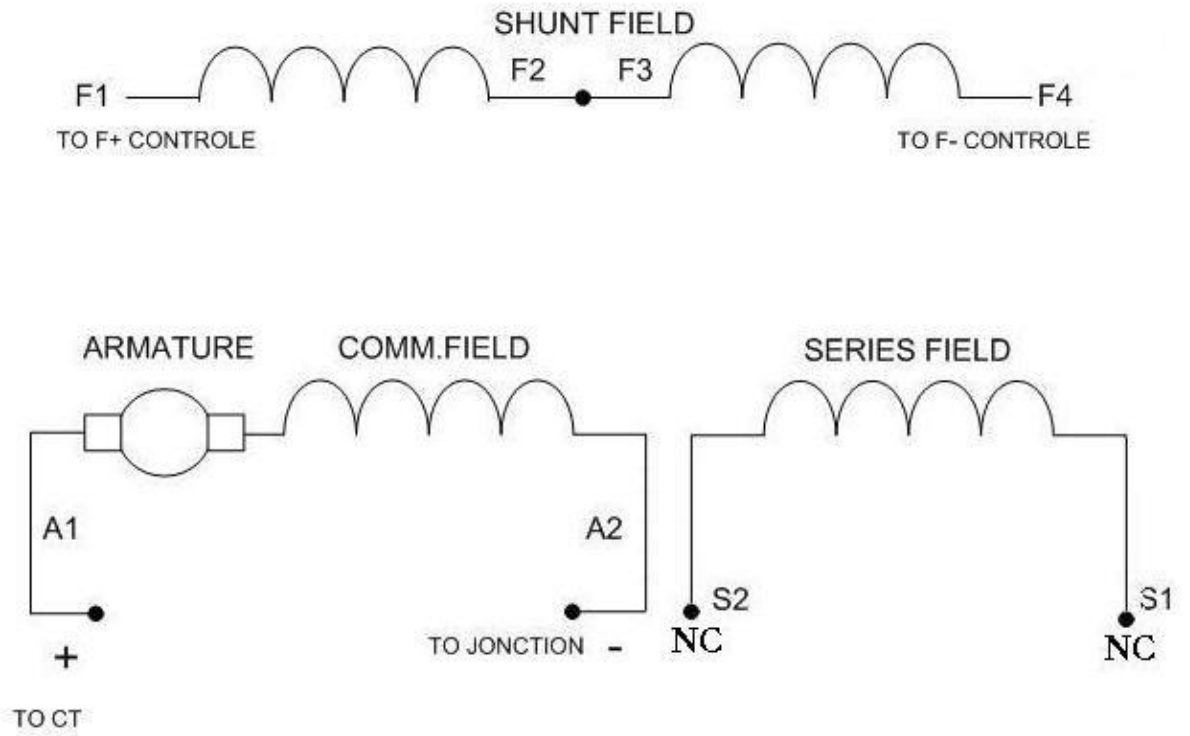 SHUNT FIELD
F1
F2
F3
F4
TO F+ CONTROLE
TO F- CONTROLE
ARMATURE
COMM.FIELD
SERIES FIELD
A1
A2
S2
S1
+
TO JONCTION -
NC
NC
TO CT